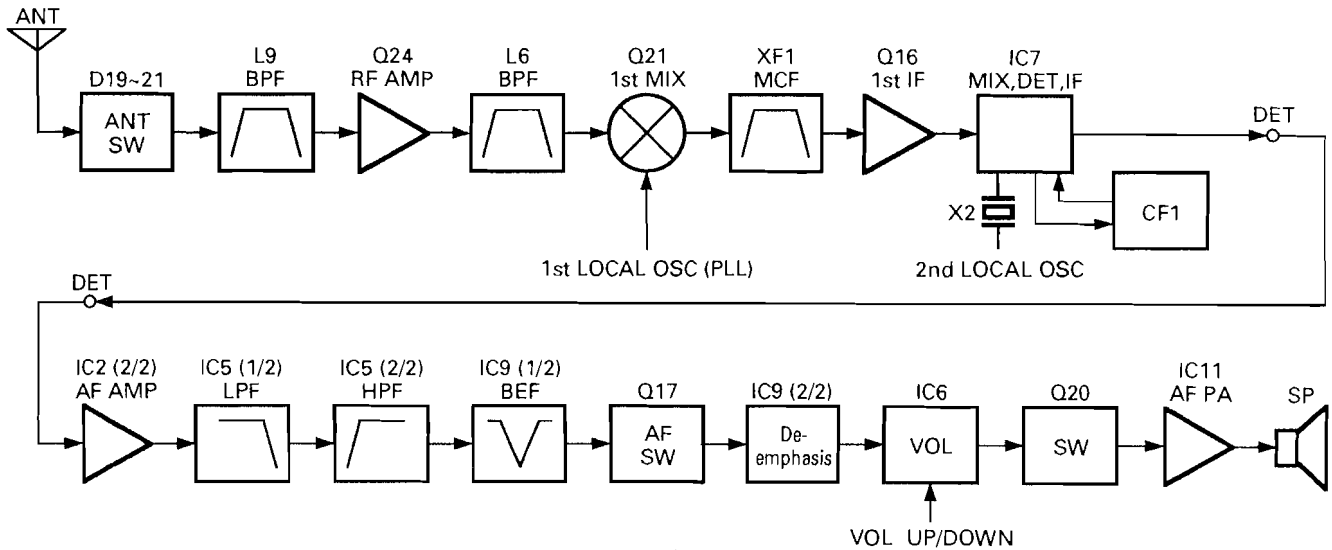 ANT
D19~21
ANT
SW
L9
BPF
Q24
RF AMP
L6
BPF
Q21
1st MIX
XF1
MCF
Q16
1st IF
IC7
MIX,DET,IF
DET
X2
CF1
1st LOCAL OSC (PLL)
2nd LOCAL OSC
DET
IC2 (2/2)
AF AMP
IC5 (1/2)
LPF
IC5 (2/2)
HPF
IC9 (1/2)
BEF
Q17
AF
SW
IC9 (2/2)
De-
emphasis
IC6
VOL
Q20
SW
IC11
AF PA
SP
VOL UP/DOWN